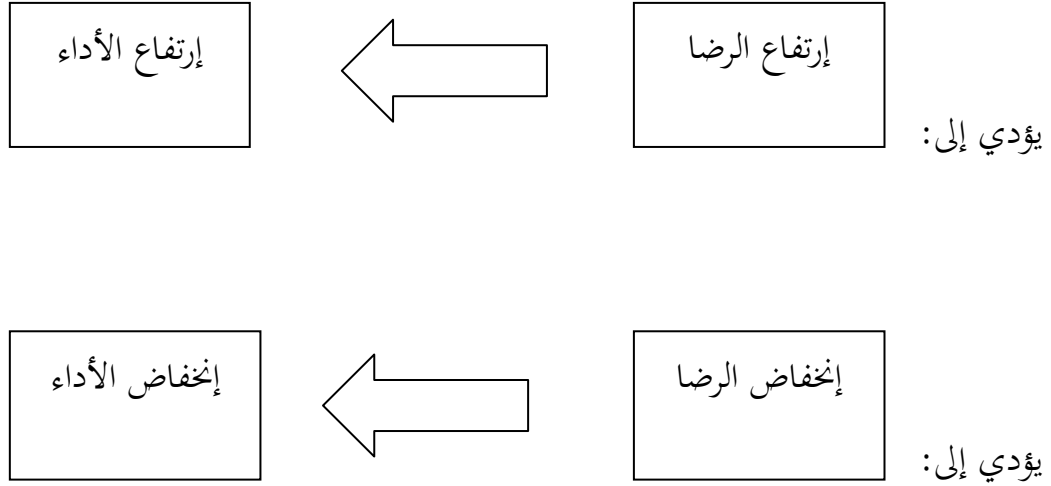 إرتفاع الرضا
إرتفاع الأداء
يؤدي إلى:
إنخفاض الرضا
إنخفاض الأداء
يؤدي إلى: